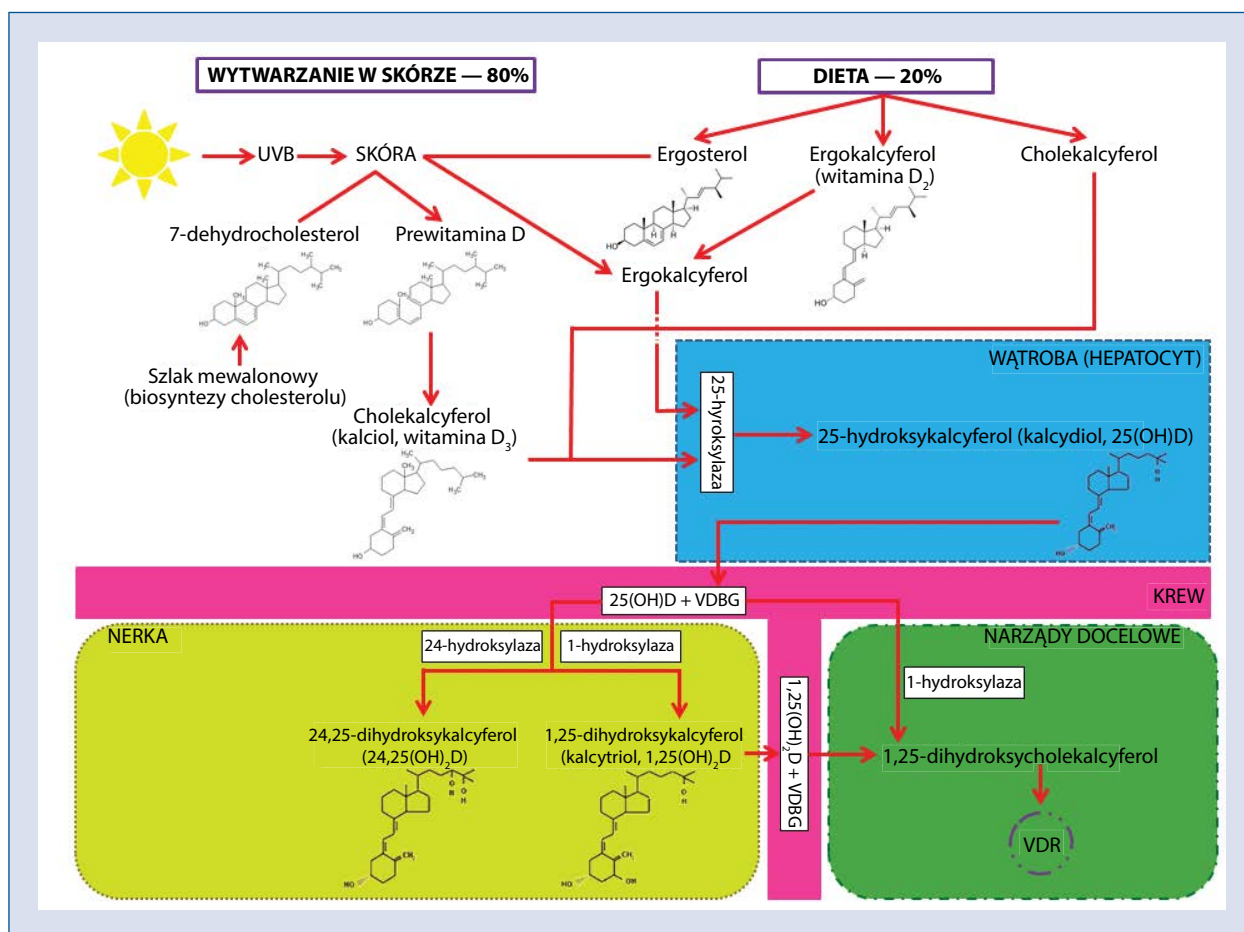 WYTWARZANIE W SKÓRZE — 80%
DIETA — 20%
UVB
SKÓRA
Ergosterol
Ergokalcyferol
(witamina D2)
Cholekalcyferol
7-dehydrocholesterol
Prewitamina D
Ergokalcyferol
Szlak mewalonowy
(biosyntezy cholesterolu)
Cholekalcyferol
(kalciol, witamina D3)
WĄTROBA (HEPATOCYT)
25-hyroksylaza
25-hydroksykalcyferol (kalcydiol, 25(OH)D)
KREW
25(OH)D + VDBG
NERKA
24-hydroksylaza
1-hydroksylaza
24,25-dihydroksykalcyferol
(24,25(OH)2D)
1,25-dihydroksykalcyferol
(kalcytriol, 1,25(OH)2D
1,25(OH)2D + VDBG
NARZĄDY DOCELOWE
1-hydroksylaza
1,25-dihydroksycholekalcyferol
VDR